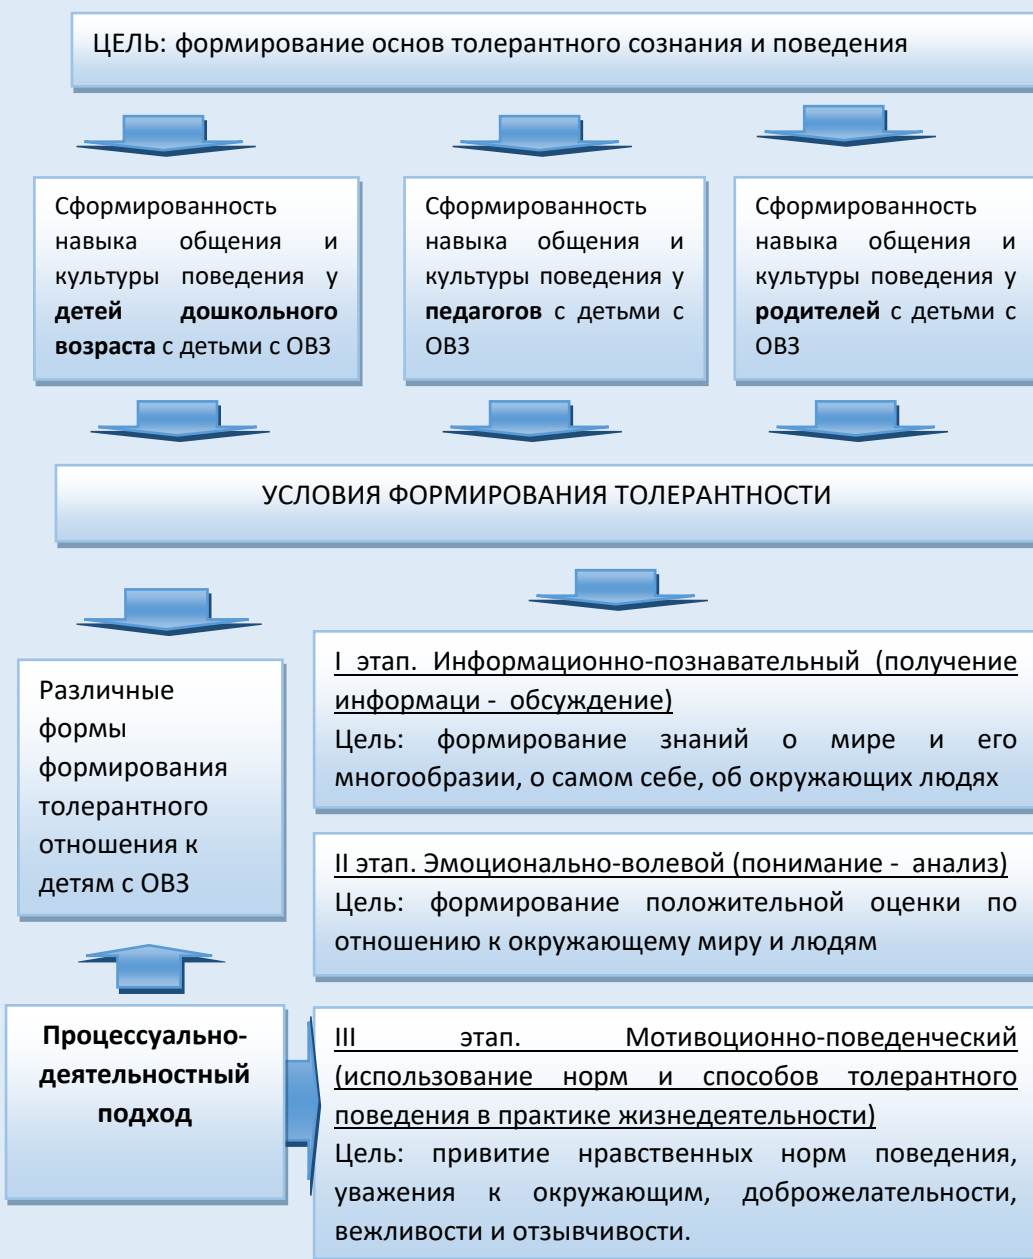 ЦЕЛЬ: формирование основ толерантного сознания и поведения
Сформированность
навыка общения и
культуры поведения у
детей дошкольного
возраста с детьми с ОВЗ
Сформированность
навыка общения и
культуры поведения у
педагогов с детьми с
ОВЗ
Сформированность
навыка общения и
культуры поведения у
родителей с детьми с
ОВЗ
УСЛОВИЯ ФОРМИРОВАНИЯ ТОЛЕРАНТНОСТИ
Различные
формы
формирования
толерантного
отношения к
детям с ОВЗ
I этап. Информационно-познавательный (получение
информаци - обсуждение)
Цель: формирование знаний о мире и его
многообразии, о самом себе, об окружающих людях
II этап. Эмоционально-волевой (понимание - анализ)
Цель: формирование положительной оценки по
отношению к окружающему миру и людям
Процессуально-
деятельностный
подход
III этап. Мотивоционно-поведенческий
(использование норм и способов толерантного
поведения в практике жизнедеятельности)
Цель: привитие нравственных норм поведения,
уважения к окружающим, доброжелательности,
вежливости и отзывчивости.